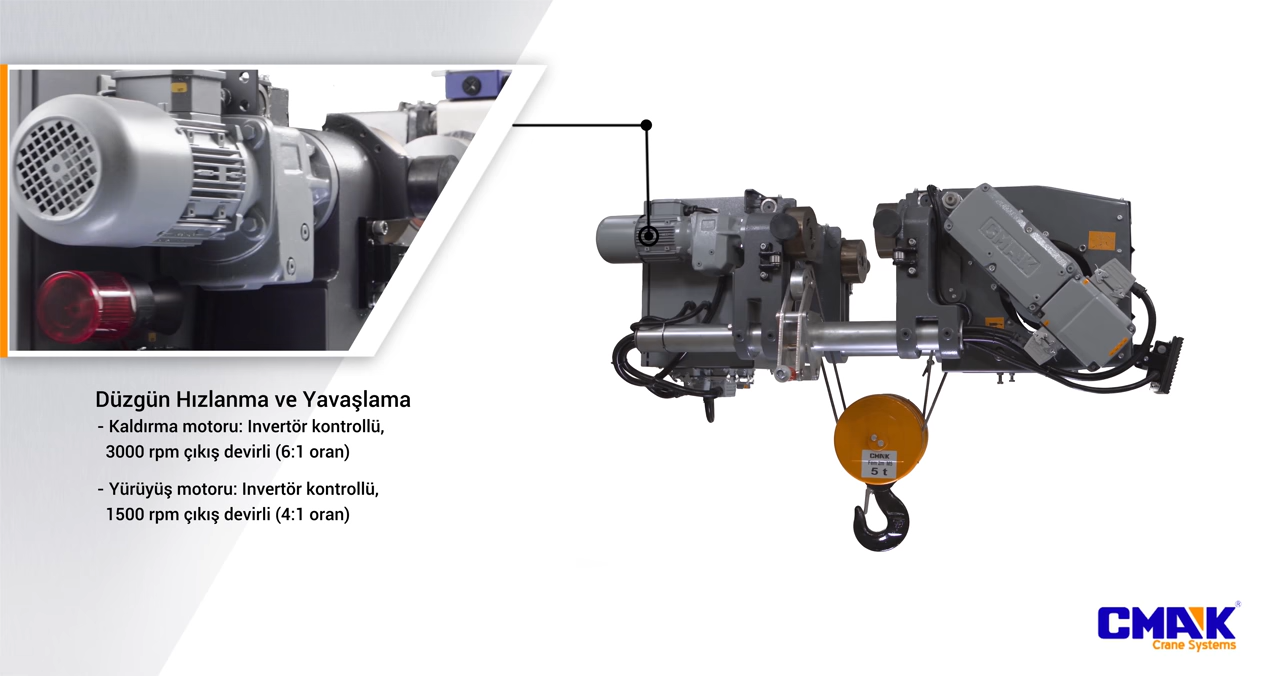 Düzgün Hızlanma ve Yavaşlama
- Kaldırma motoru: Invertör kontrollü,
3000 rpm çıkış devirli (6:1 oran)
- Yürüyüş motoru: Invertör kontrollü,
1500 rpm çıkış devirli (4:1 oran)
CMAK
CMAK
5 t
CMAK®
Crane Systems